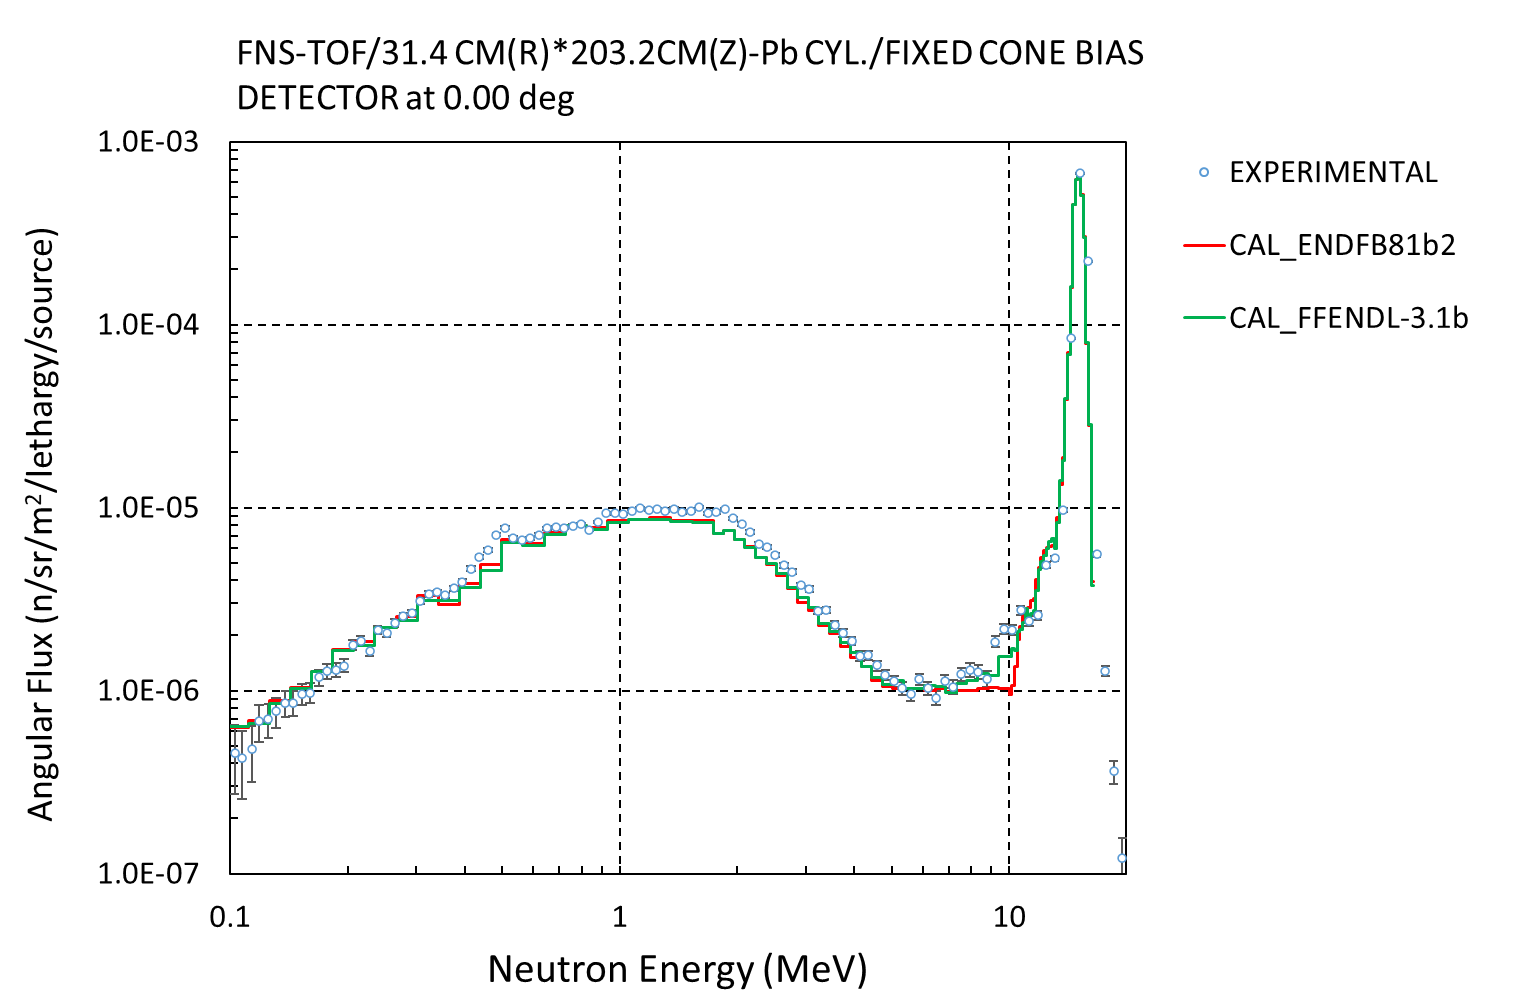 FNS-TOF/31.4 CM(R)*203.2CM(Z)-Pb CYL./FIXED CONE BIAS
DETECTOR at 0.00 deg
1.0E-03
1.0E-04
1.0E-05
1.0E-06
1.0E-07
0.1
1
10
Angular Flux (n/sr/m²/lethargy/source)
Neutron Energy (MeV)
EXPERIMENTAL
CAL_ENDFB81b2
CAL_FFENDL-3.1b